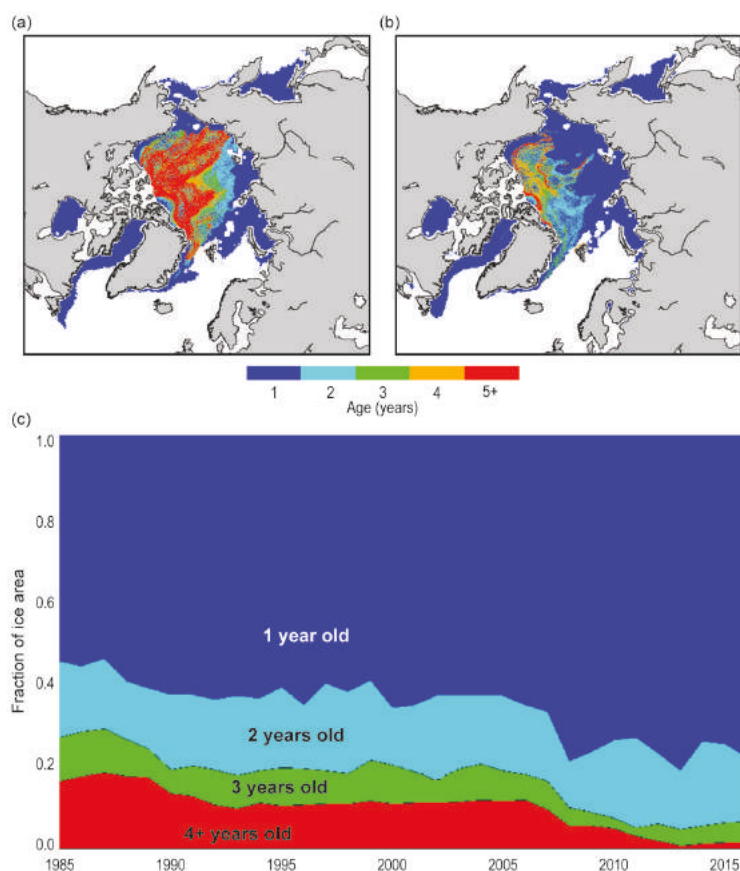 (a)
(b)
1 2 3 4 5+
Age (years)
(c)
1.0
0.8
0.6
0.4
0.2
0.0
Fraction of ice area
1 year old
2 years old
3 years old
4+ years old
1985 1990 1995 2000 2005 2010 2015